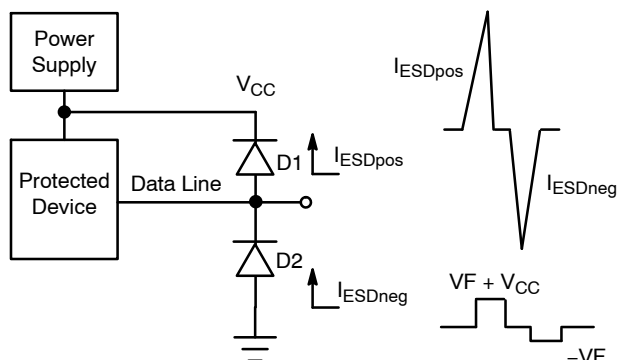 Power
Supply
V_CC
I_ESDpos
D1
I_ESDpos
Protected
Device
Data Line
I_ESDneg
D2
I_ESDneg
VF + V_CC
−VF